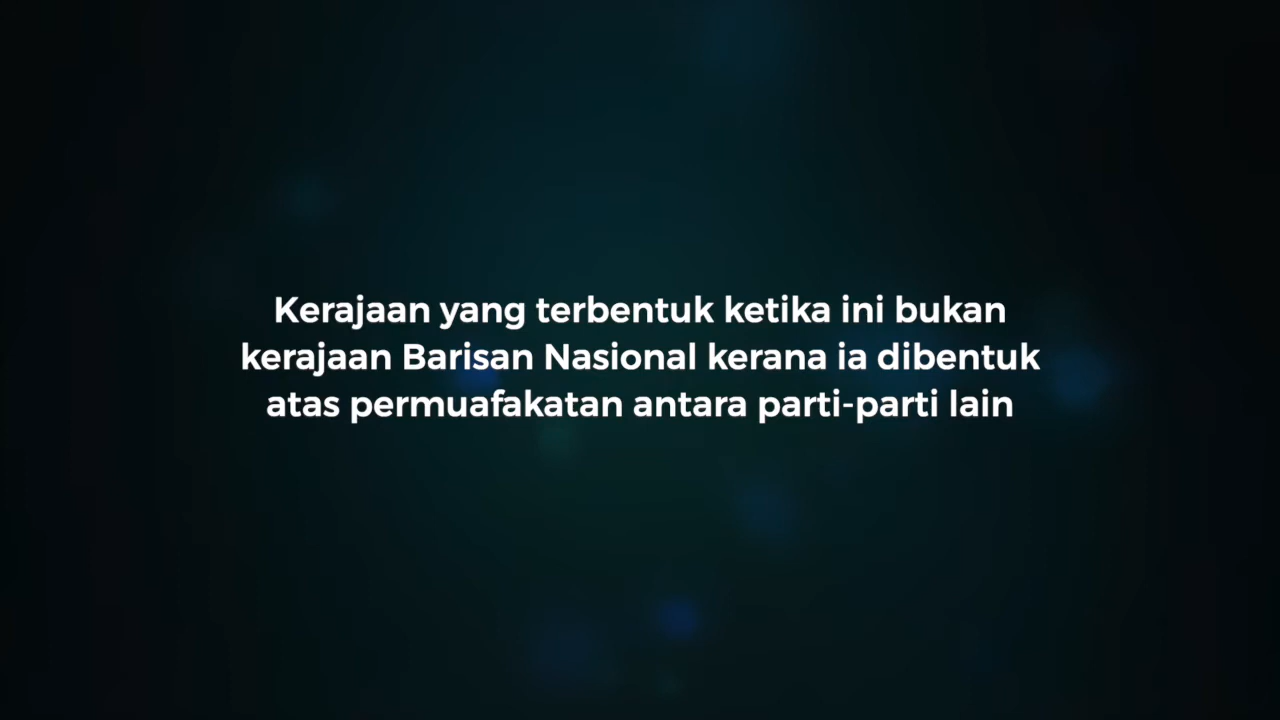 Kerajaan yang terbentuk ketika ini bukan
kerajaan Barisan Nasional kerana ia dibentuk
atas permuafakatan antara parti-parti lain